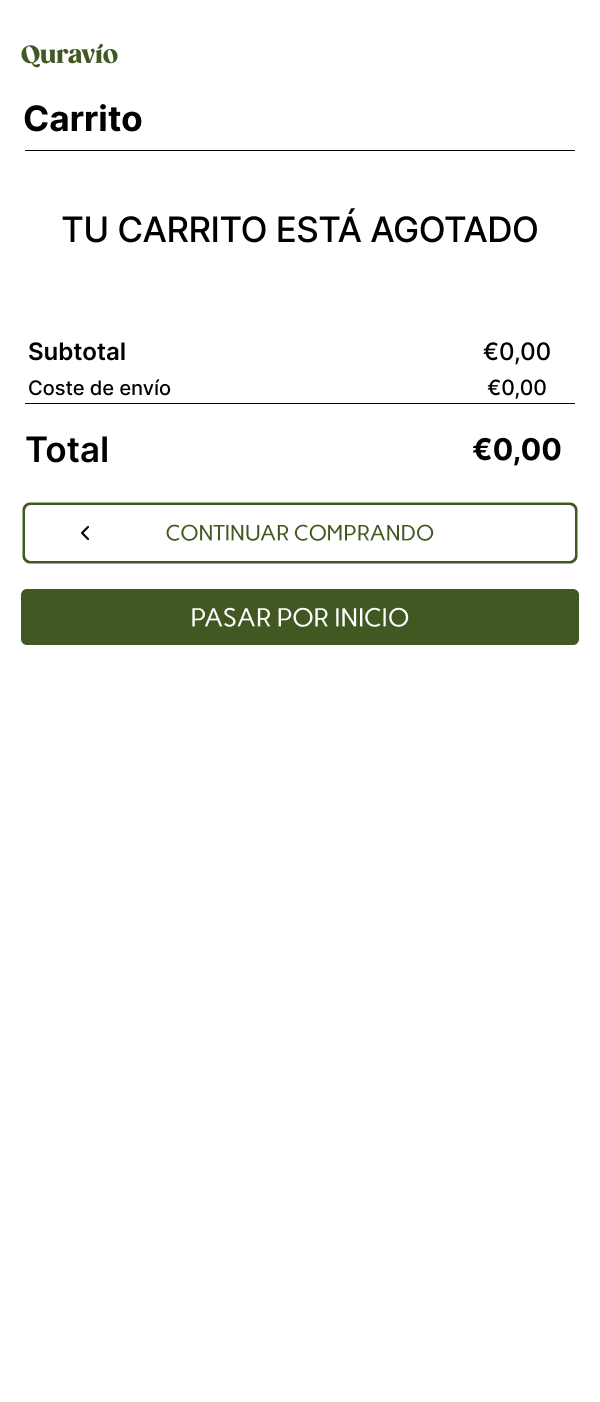 Quravío
Carrito
TU CARRITO ESTÁ AGOTADO
Subtotal €0,00
Coste de envío €0,00
Total €0,00
CONTINUAR COMPRANDO
PASAR POR INICIO